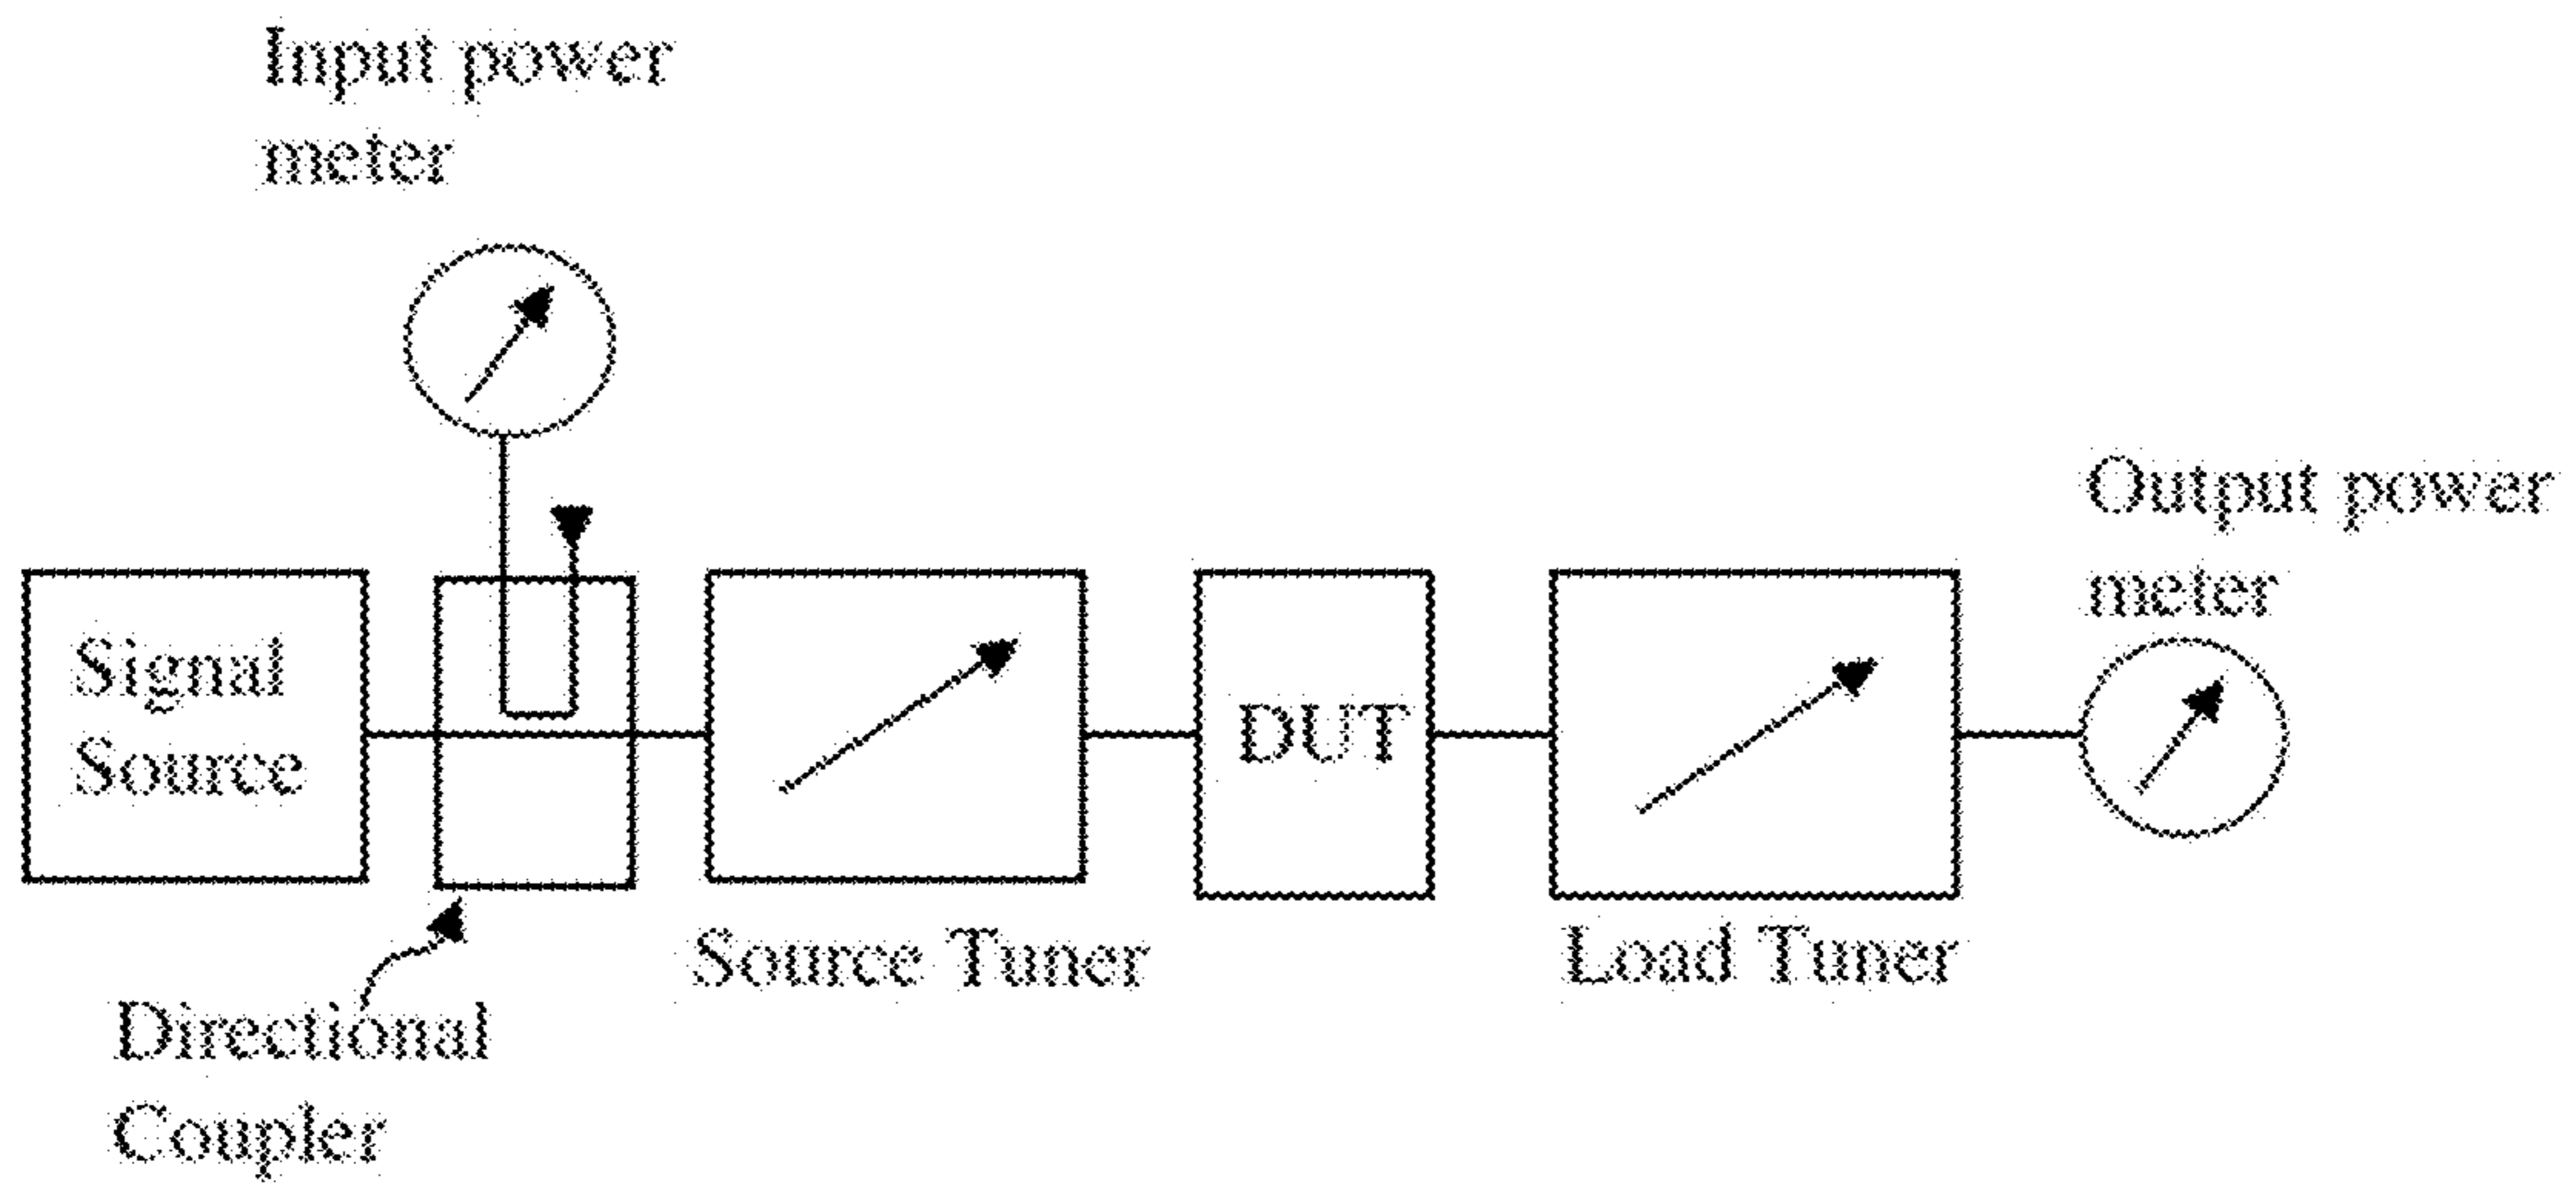 Input power
meter
Output power
meter
Signal
Source
DUT
Source Tuner
Load Tuner
Directional
Coupler